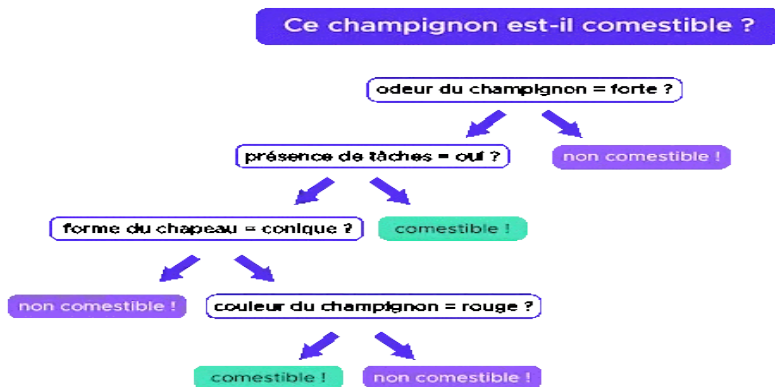 Ce champignon est-il comestible ?
odeur du champignon = forte ?
présence de tâches = oui ?
non comestible !
forme du chapeau = conique ?
comestible !
non comestible !
couleur du champignon = rouge ?
comestible !
non comestible !